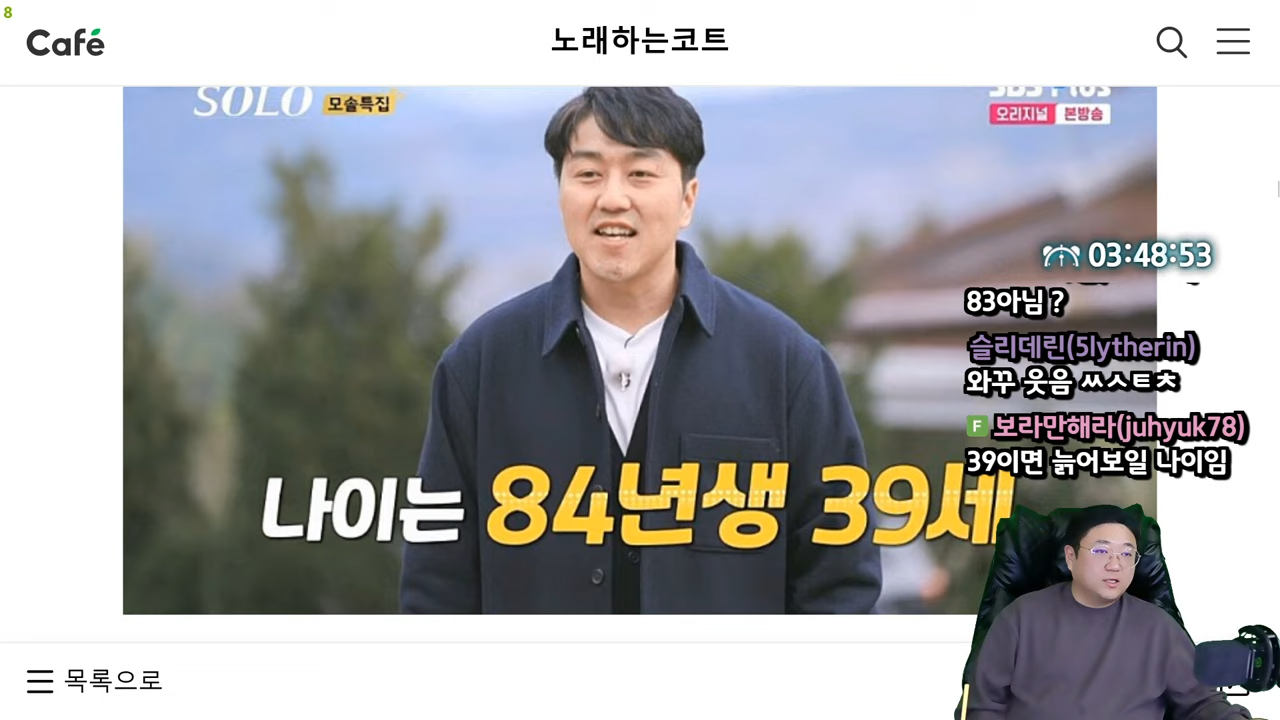 8
Café
노래하는코트
SOLO 모솔특집
오리지널 본방송
03:48:53
83아님?
슬리데린(5lytherin)
와꾸 웃음 ㅆㅅㅌㅊ
F 보라만해라(juhyuk78)
39이면 늙어보일 나이임
나이는 84년생 39세
목록으로